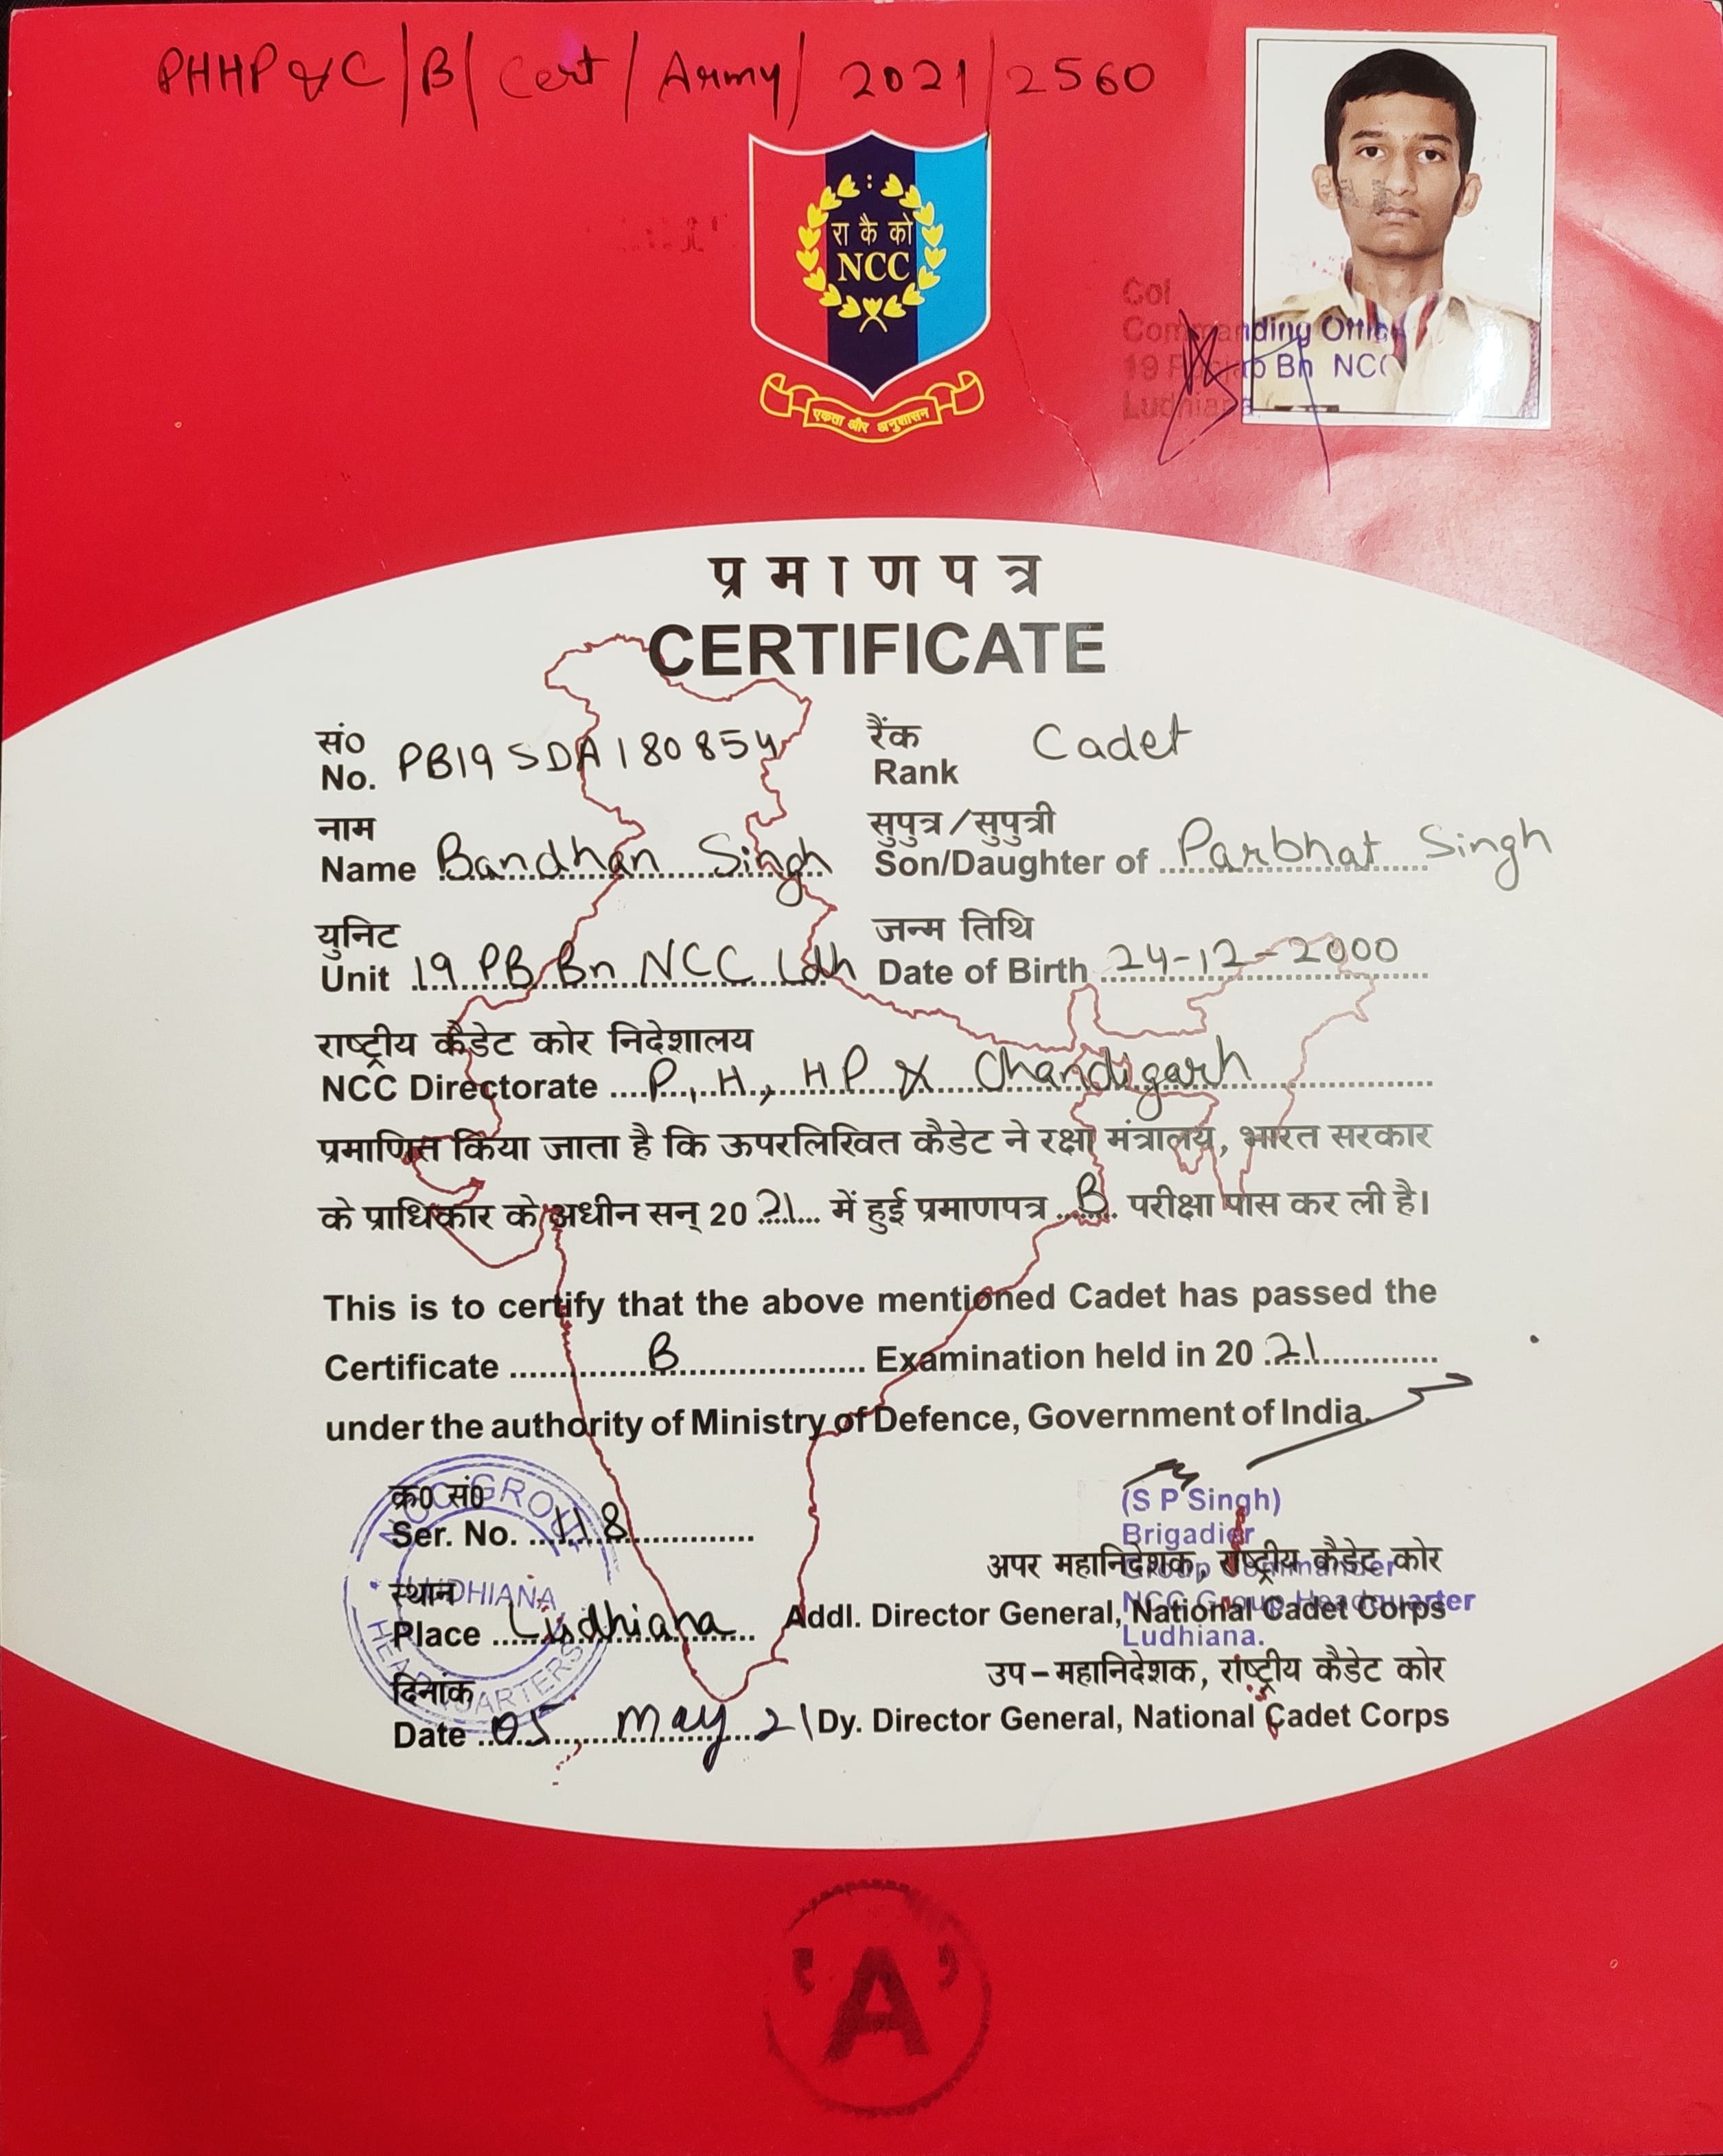 PHHP&C/B/Cert/Army/2021/2560
रा कै को
NCC
एकता और अनुशासन
Col
Commanding Office
19 Punjab Bn NCC
Ludhiana
प्रमाणपत्र
CERTIFICATE
सं० रैंक
No. PB19SDA180854 Rank Cadet
नाम सुपुत्र/सुपुत्री
Name Bandhan Singh Son/Daughter of Parbhat Singh
युनिट जन्म तिथि
Unit 19 PB Bn NCC Ldh Date of Birth 24-12-2000
राष्ट्रीय कैडेट कोर निदेशालय
NCC Directorate P, H, HP & Chandigarh
प्रमाणित किया जाता है कि ऊपरलिखित कैडेट ने रक्षा मंत्रालय, भारत सरकार
के प्राधिकार के अधीन सन् 20 21 में हुई प्रमाणपत्र B परीक्षा पास कर ली है।
This is to certify that the above mentioned Cadet has passed the
Certificate B Examination held in 20 21
under the authority of Ministry of Defence, Government of India.
क्र० सं०
Ser. No. 118
स्थान
Place Ludhiana
दिनांक
Date 05 May 21
NCC GROUP
LUDHIANA
HEADQUARTERS
(S P Singh)
Brigadier
Group Commander
NCC Group Headquarter
Ludhiana.
अपर महानिदेशक, राष्ट्रीय कैडेट कोर
Addl. Director General, National Cadet Corps
उप-महानिदेशक, राष्ट्रीय कैडेट कोर
Dy. Director General, National Cadet Corps
'A'